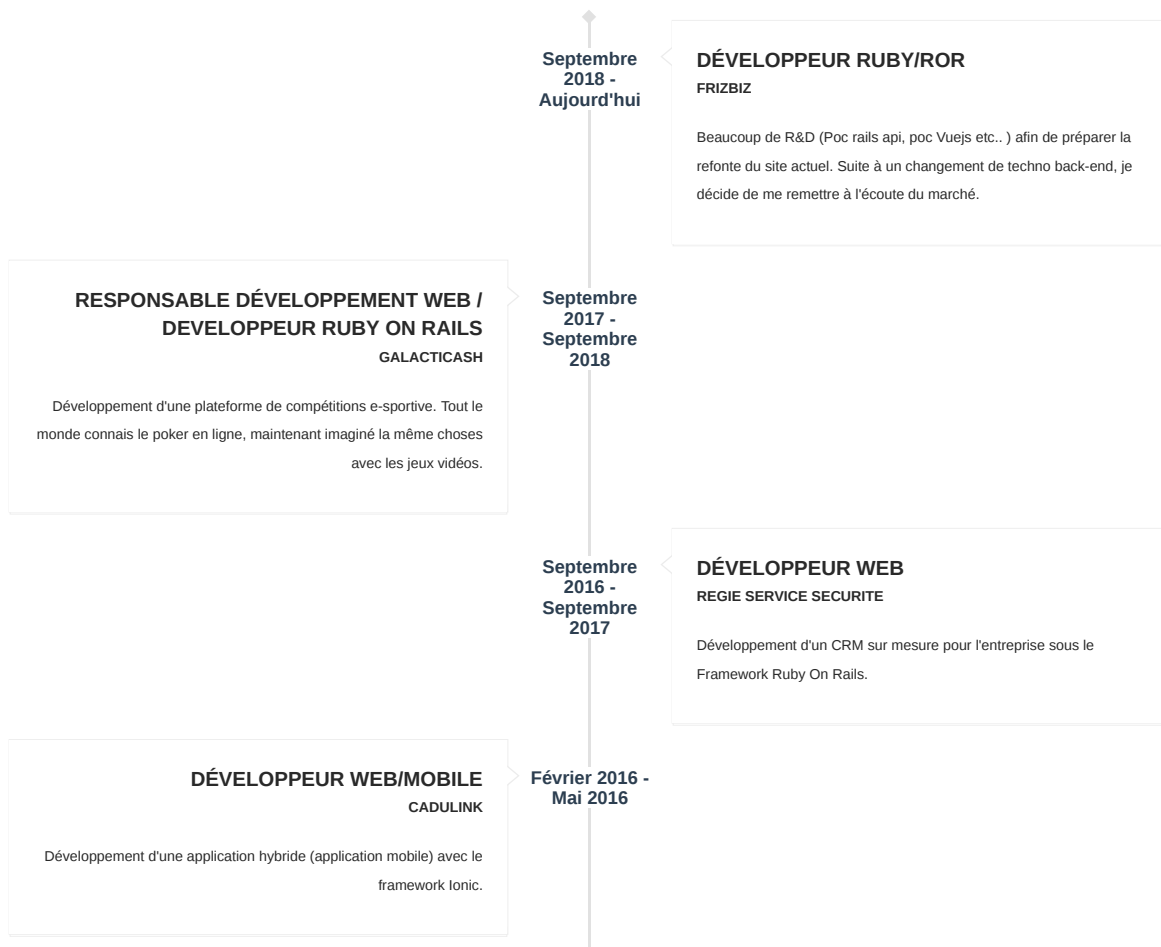 Septembre
2018 -
Aujourd'hui
DÉVELOPPEUR RUBY/ROR
FRIZBIZ
Beaucoup de R&D (Poc rails api, poc Vuejs etc.. ) afin de préparer la
refonte du site actuel. Suite à un changement de techno back-end, je
décide de me remettre à l'écoute du marché.
RESPONSABLE DÉVELOPPEMENT WEB /
DEVELOPPEUR RUBY ON RAILS
GALACTICASH
Développement d'une plateforme de compétitions e-sportive. Tout le
monde connais le poker en ligne, maintenant imaginé la même choses
avec les jeux vidéos.
Septembre
2017 -
Septembre
2018
Septembre
2016 -
Septembre
2017
DÉVELOPPEUR WEB
REGIE SERVICE SECURITE
Développement d'un CRM sur mesure pour l'entreprise sous le
Framework Ruby On Rails.
DÉVELOPPEUR WEB/MOBILE
CADULINK
Développement d'une application hybride (application mobile) avec le
framework Ionic.
Février 2016 -
Mai 2016